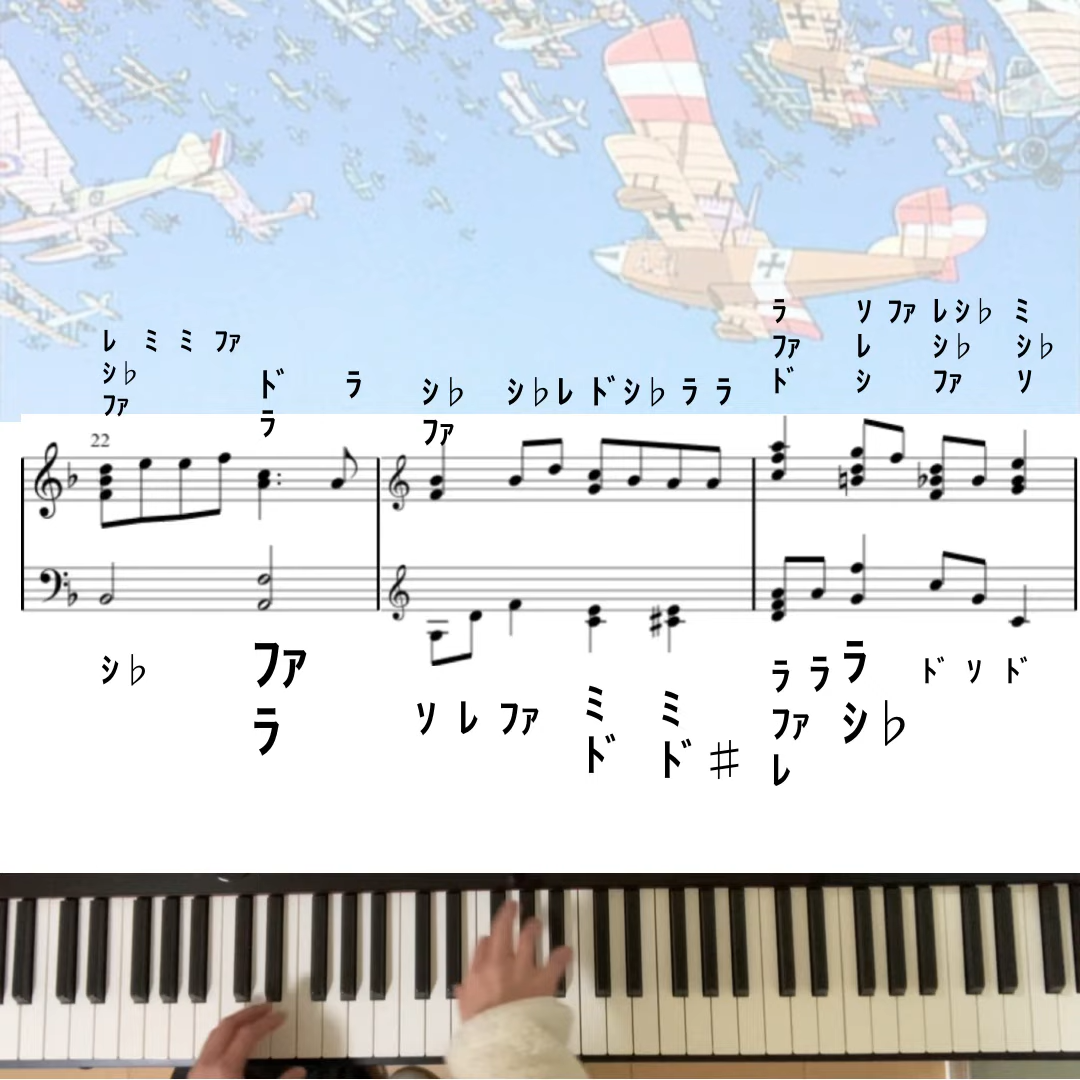 ラ ソ ファ レシ♭ ミ
レ ミ ミ ファ ファ レ シ♭ シ♭
シ♭ ド ラ シ♭ シ♭レ ドシ♭ ララ ド シ ファ ソ
ファ ラ ファ
22
シ♭ ファ ララ ラ ド ソ ド
ラ ソ レ ファ ミ ミ ファ シ♭
ド ド♯ レ